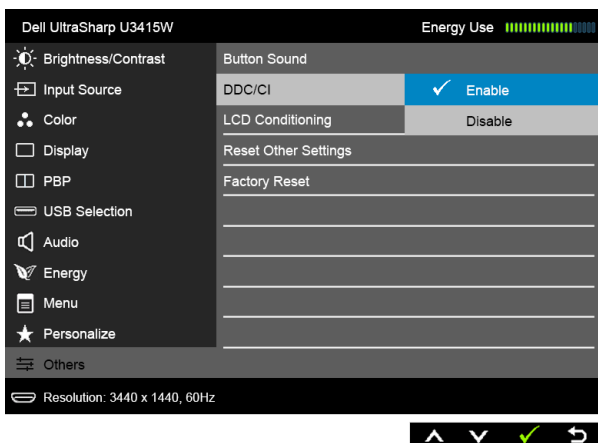 Dell UltraSharp U3415W
Energy Use
Brightness/Contrast
Button Sound
Input Source
DDC/CI
Enable
Color
LCD Conditioning
Disable
Display
Reset Other Settings
PBP
Factory Reset
USB Selection
Audio
Energy
Menu
Personalize
Others
Resolution: 3440 x 1440, 60Hz